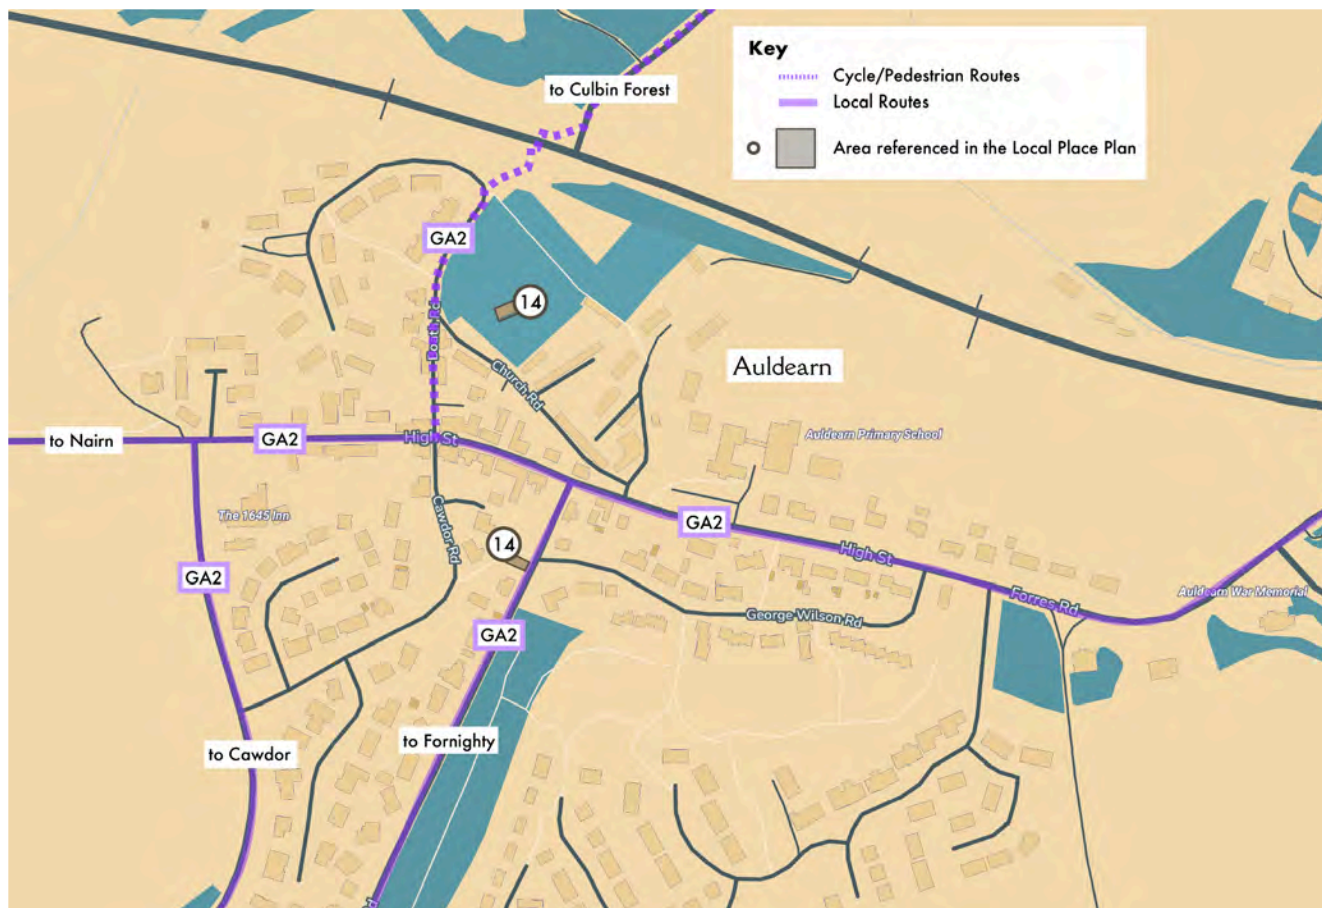 Key
Cycle/Pedestrian Routes
Local Routes
Area referenced in the Local Place Plan
to Culbin Forest
GA2
14
Church Rd
Auldearn
to Nairn
GA2
High St
Auldearn Primary School
The 1645 Inn
Cawdor Rd
GA2
14
High St
GA2
Forres Rd
Auldearn War Memorial
George Wilson Rd
GA2
to Cawdor
to Fornighty